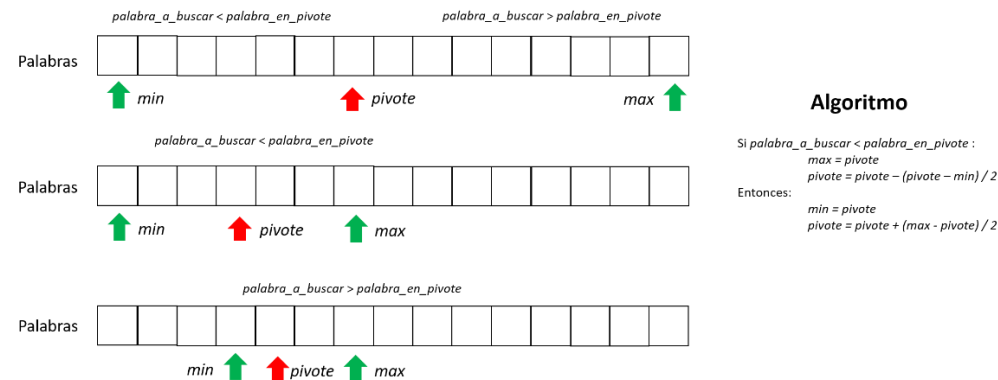 palabra_a_buscar < palabra_en_pivote
palabra_a_buscar > palabra_en_pivote
Palabras
min
pivote
max
palabra_a_buscar < palabra_en_pivote
Palabras
min
pivote
max
palabra_a_buscar > palabra_en_pivote
Palabras
min
pivote
max
Algoritmo
Si palabra_a_buscar < palabra_en_pivote :
max = pivote
pivote = pivote – (pivote – min) / 2
Entonces:
min = pivote
pivote = pivote + (max - pivote) / 2